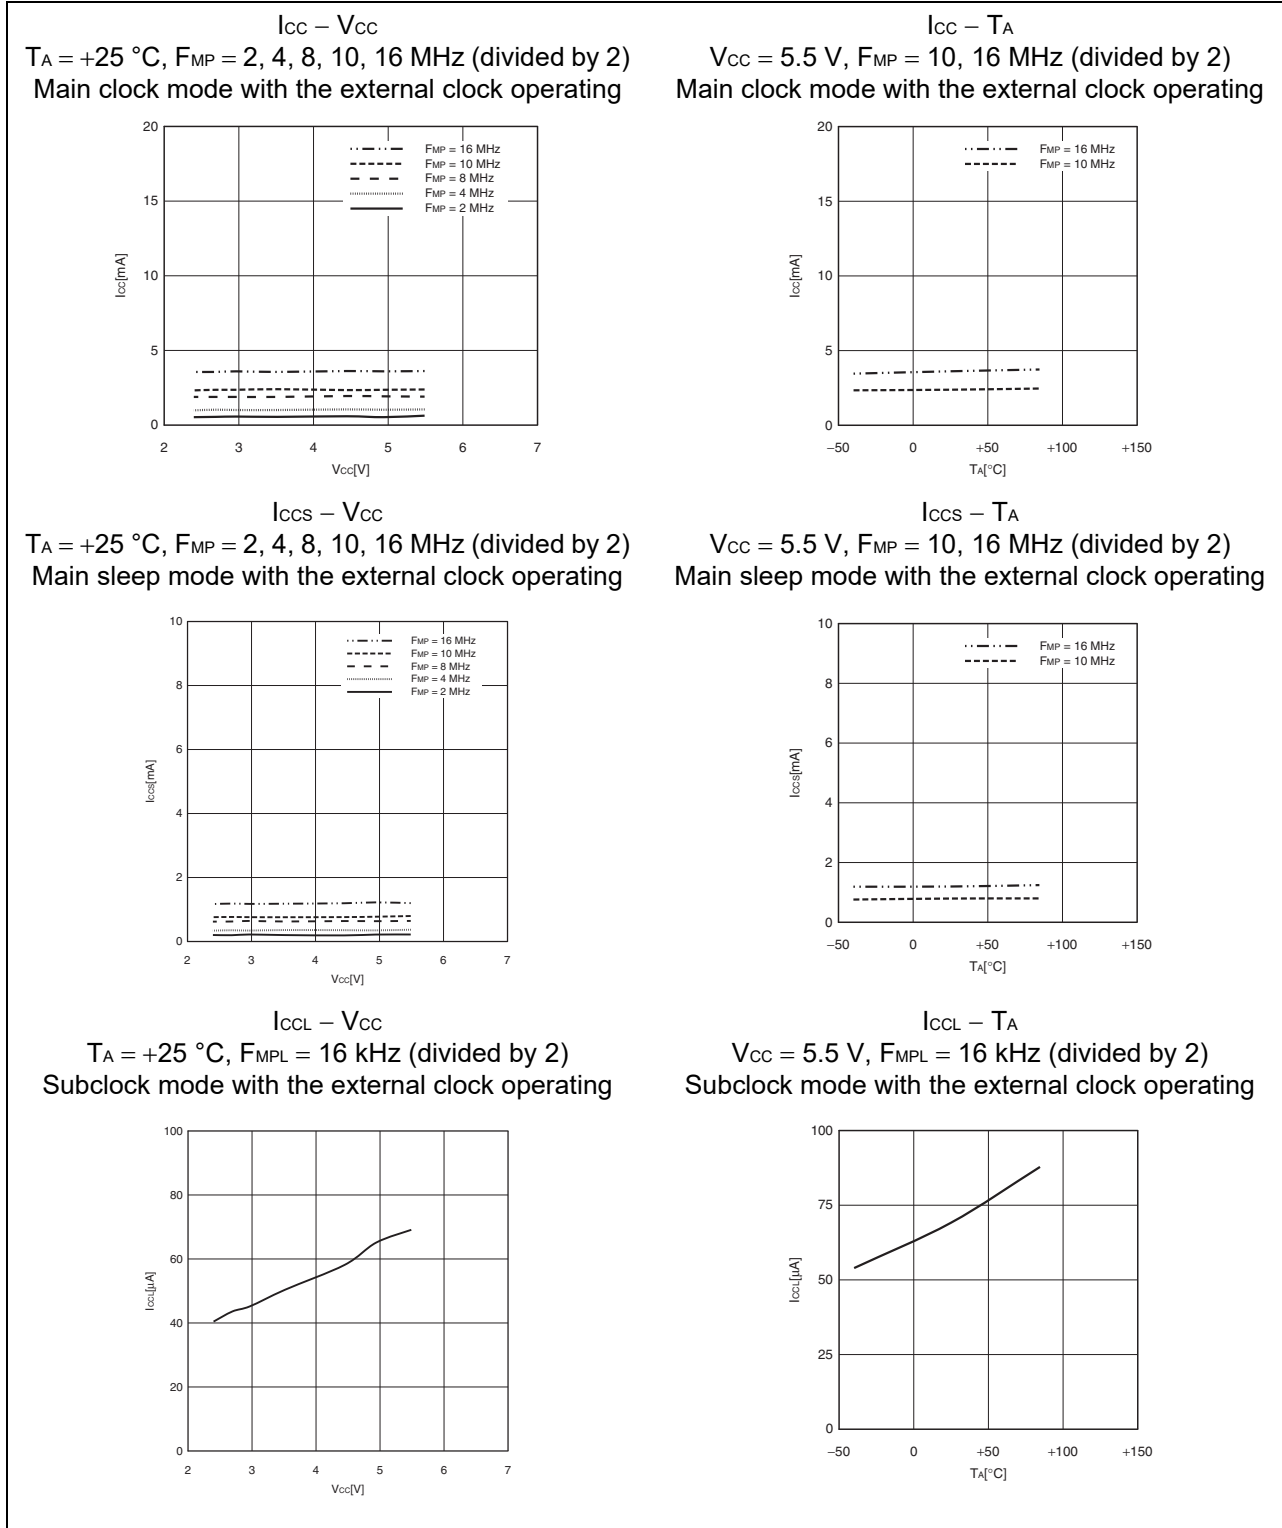 ICC – VCC
TA = +25 °C, FMP = 2, 4, 8, 10, 16 MHz (divided by 2)
Main clock mode with the external clock operating
20
15
10
5
0
ICC[mA]
FMP = 16 MHz
FMP = 10 MHz
FMP = 8 MHz
FMP = 4 MHz
FMP = 2 MHz
2 3 4 5 6 7
VCC[V]
ICC – TA
VCC = 5.5 V, FMP = 10, 16 MHz (divided by 2)
Main clock mode with the external clock operating
20
15
10
5
0
ICC[mA]
FMP = 16 MHz
FMP = 10 MHz
−50 0 +50 +100 +150
TA[°C]
ICCS – VCC
TA = +25 °C, FMP = 2, 4, 8, 10, 16 MHz (divided by 2)
Main sleep mode with the external clock operating
10
8
6
4
2
0
ICCS[mA]
FMP = 16 MHz
FMP = 10 MHz
FMP = 8 MHz
FMP = 4 MHz
FMP = 2 MHz
2 3 4 5 6 7
VCC[V]
ICCS – TA
VCC = 5.5 V, FMP = 10, 16 MHz (divided by 2)
Main sleep mode with the external clock operating
10
8
6
4
2
0
ICCS[mA]
FMP = 16 MHz
FMP = 10 MHz
−50 0 +50 +100 +150
TA[°C]
ICCL – VCC
TA = +25 °C, FMPL = 16 kHz (divided by 2)
Subclock mode with the external clock operating
100
80
60
40
20
0
ICCL[µA]
2 3 4 5 6 7
VCC[V]
ICCL – TA
VCC = 5.5 V, FMPL = 16 kHz (divided by 2)
Subclock mode with the external clock operating
100
75
50
25
0
ICCL[µA]
−50 0 +50 +100 +150
TA[°C]